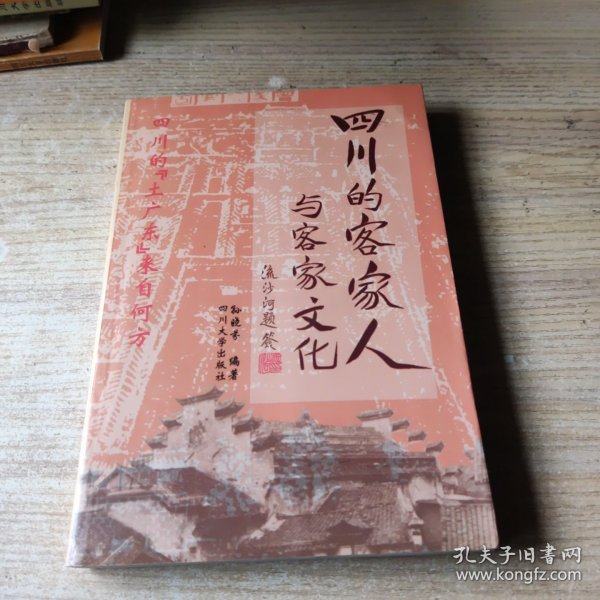 四川的客家人
与客家文化
流沙河题签
孙晓芬 编著
四川大学出版社
四川的『土广东』来自何方
孔夫子旧书网
www.kongfz.com